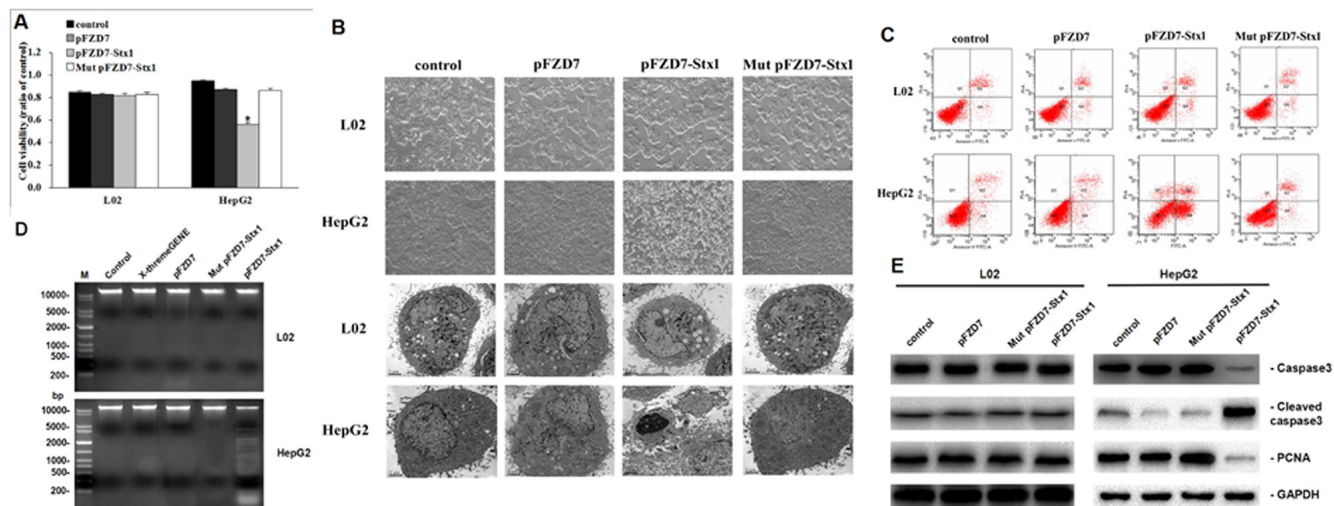 A
control
pFZD7
pFZD7-Stx1
Mut pFZD7-Stx1
Cell viability (ratio of control)
1.2
1.0
0.8
0.6
0.4
0.2
0.0
*
L02
HepG2
B
control
pFZD7
pFZD7-Stx1
Mut pFZD7-Stx1
L02
HepG2
L02
HepG2
C
control
pFZD7
pFZD7-Stx1
Mut pFZD7-Stx1
L02
HepG2
D
M
Control
X-thremeGENE
pFZD7
Mut pFZD7-Stx1
pFZD7-Stx1
10000-
5000-
2000-
1000-
500-
200-
bp
L02
10000-
5000-
2000-
1000-
500-
200-
HepG2
E
L02
HepG2
control
pFZD7
Mut pFZD7-Stx1
pFZD7-Stx1
control
pFZD7
Mut pFZD7-Stx1
pFZD7-Stx1
- Caspase3
- Cleaved
caspase3
- PCNA
- GAPDH